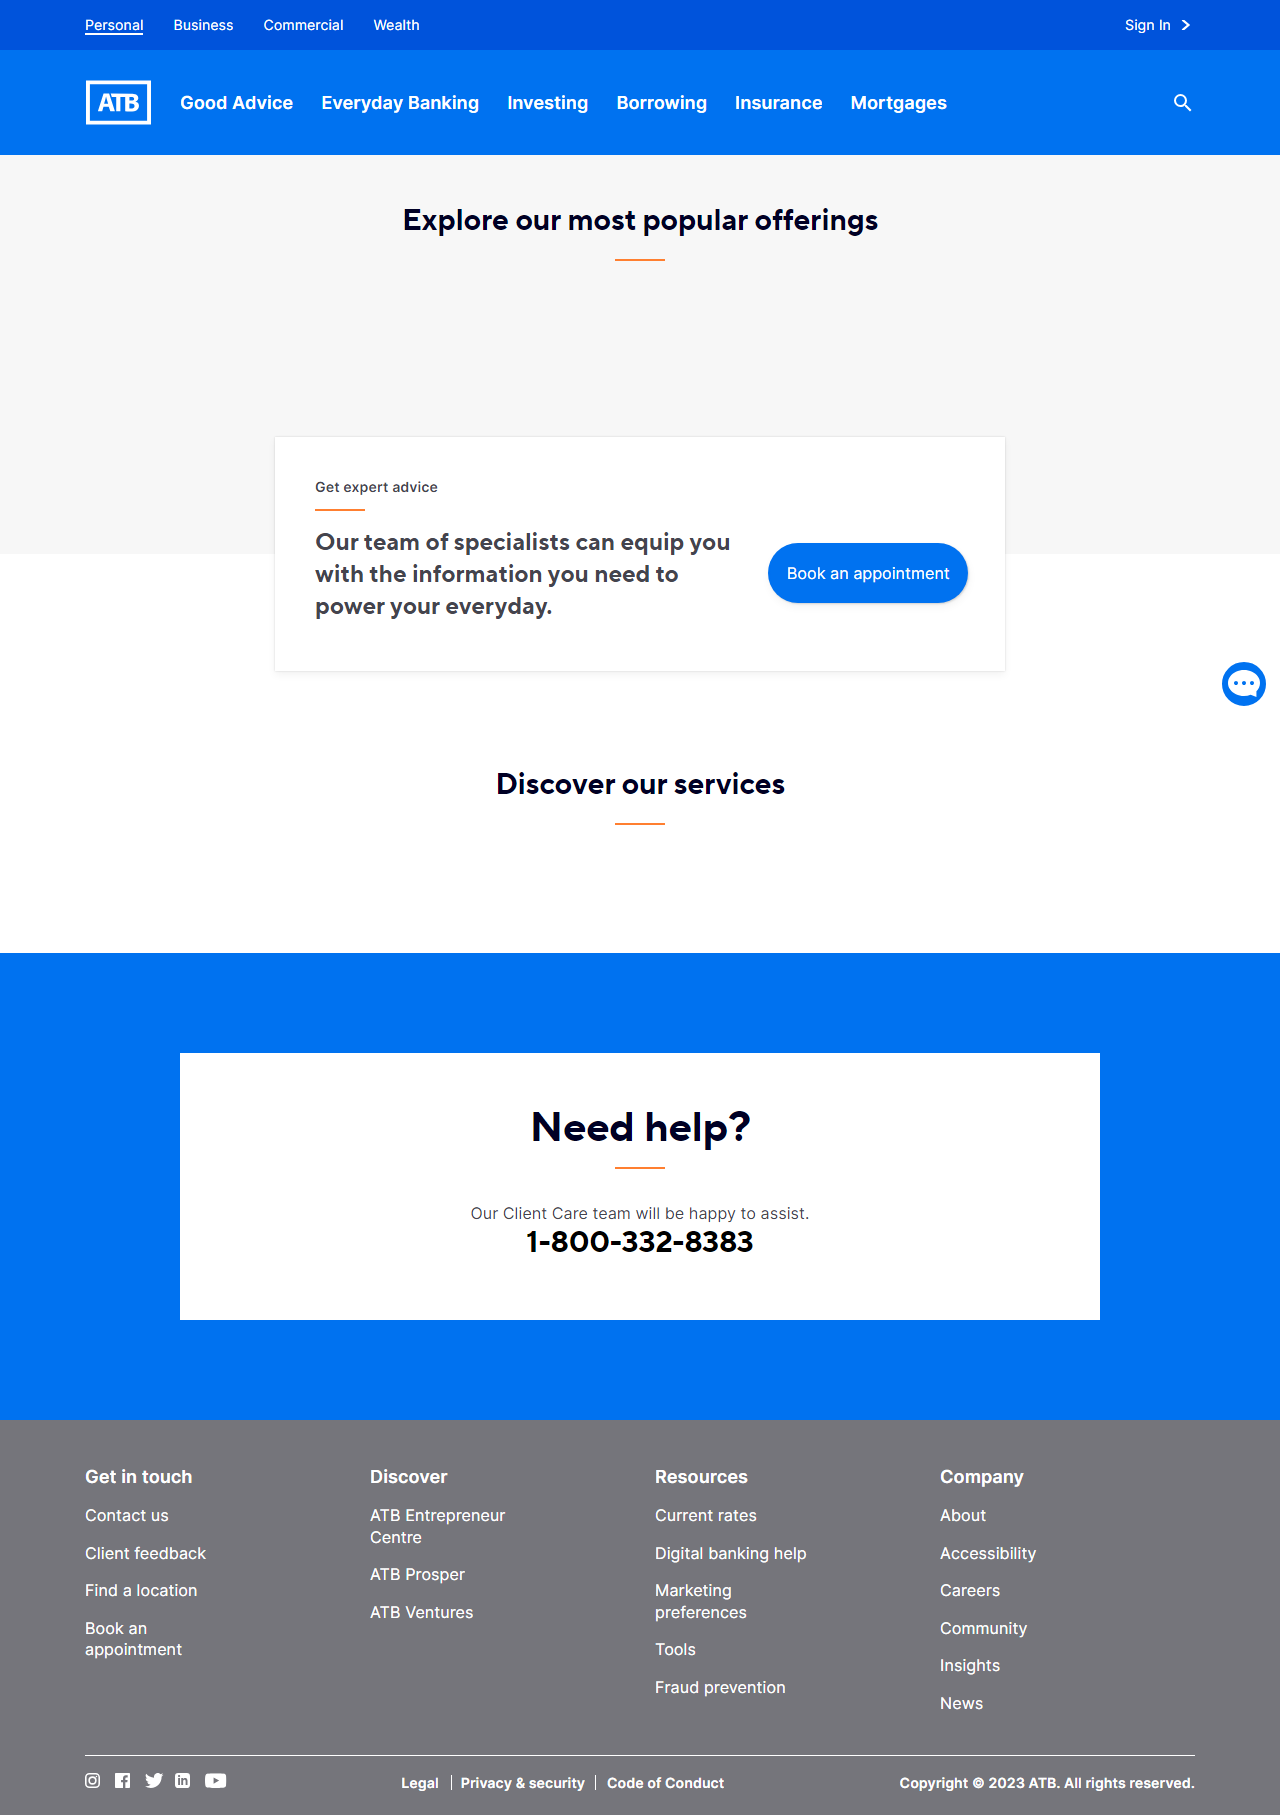 Personal Business Commercial Wealth Sign In
ATB Good Advice Everyday Banking Investing Borrowing Insurance Mortgages
Explore our most popular offerings
Get expert advice
Our team of specialists can equip you
with the information you need to
power your everyday.
Book an appointment
Discover our services
Need help?
Our Client Care team will be happy to assist.
1-800-332-8383
Get in touch
Contact us
Client feedback
Find a location
Book an
appointment
Discover
ATB Entrepreneur
Centre
ATB Prosper
ATB Ventures
Resources
Current rates
Digital banking help
Marketing
preferences
Tools
Fraud prevention
Company
About
Accessibility
Careers
Community
Insights
News
Legal Privacy & security Code of Conduct
Copyright © 2023 ATB. All rights reserved.